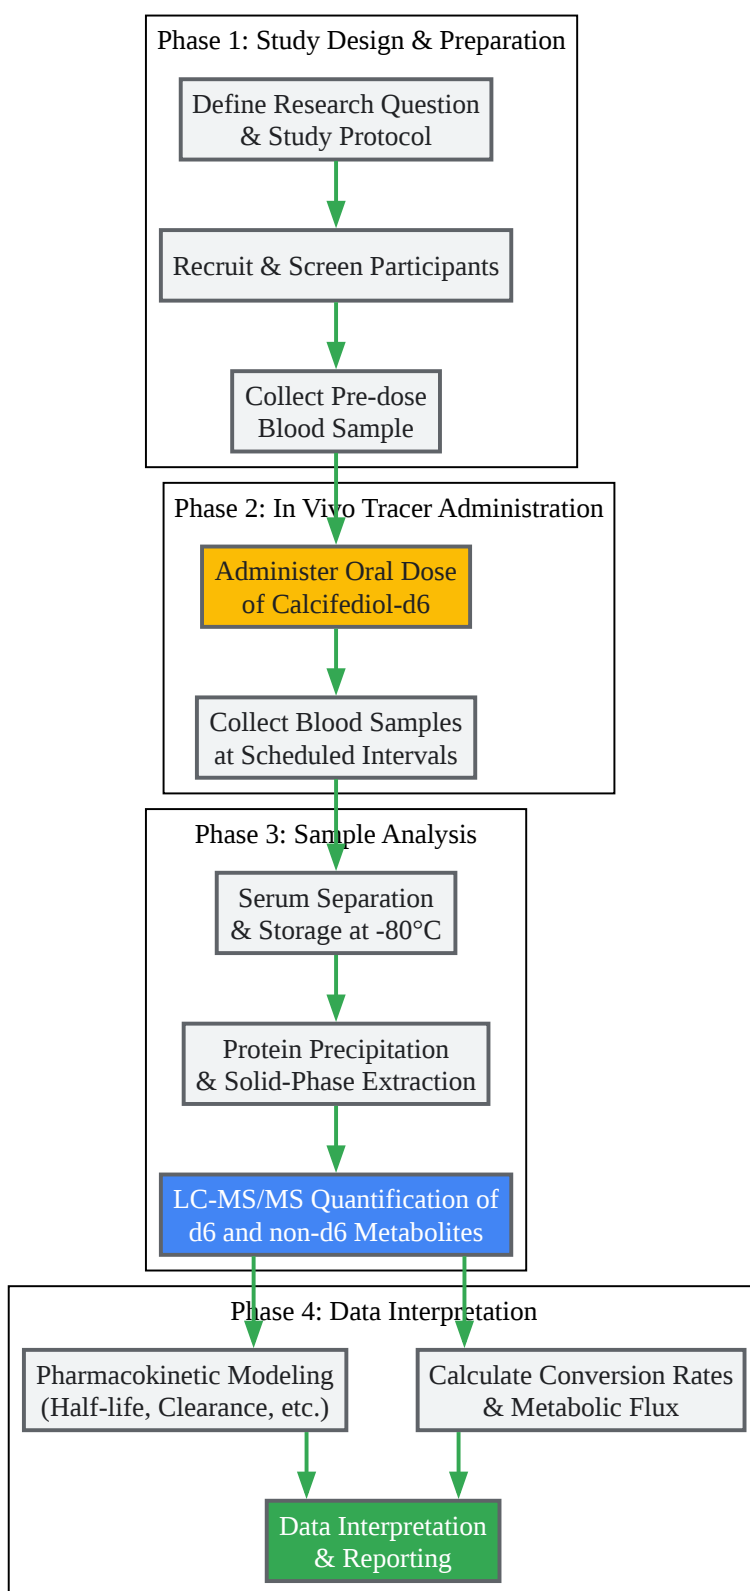 Phase 1: Study Design & Preparation
Define Research Question
& Study Protocol
Recruit & Screen Participants
Collect Pre-dose
Blood Sample
Phase 2: In Vivo Tracer Administration
Administer Oral Dose
of Calcifediol-d6
Collect Blood Samples
at Scheduled Intervals
Phase 3: Sample Analysis
Serum Separation
& Storage at -80°C
Protein Precipitation
& Solid-Phase Extraction
LC-MS/MS Quantification of
d6 and non-d6 Metabolites
Phase 4: Data Interpretation
Pharmacokinetic Modeling
(Half-life, Clearance, etc.)
Calculate Conversion Rates
& Metabolic Flux
Data Interpretation
& Reporting